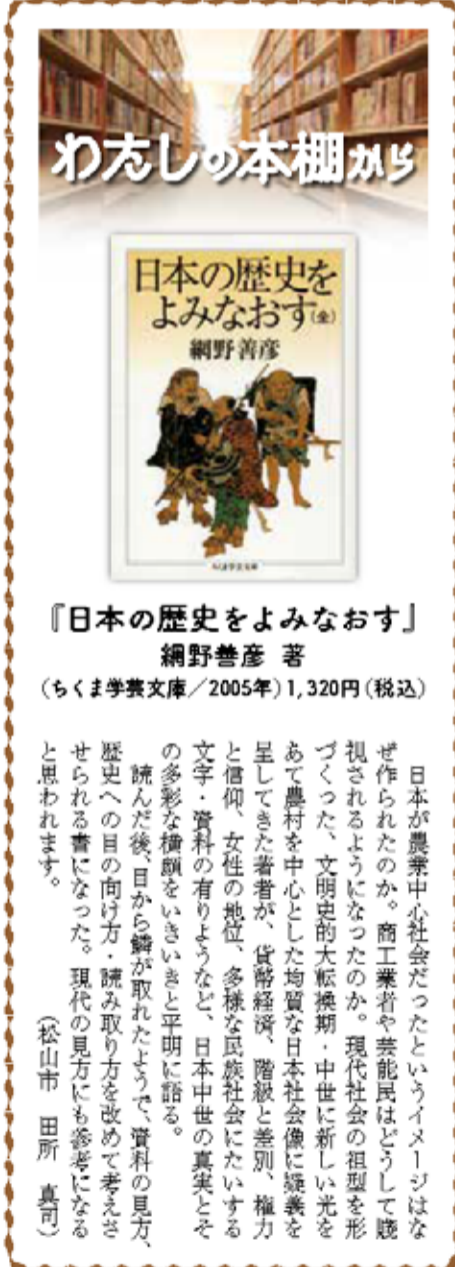 わたしの本棚から
日本の歴史を
よみなおす(全)
網野善彦
ちくま学芸文庫
『日本の歴史をよみなおす』
網野善彦 著
(ちくま学芸文庫／2005年)1,320円(税込)
日本が農業中心社会だったというイメージはな
ぜ作られたのか。商工業者や芸能民はどうして賤
視されるようになったのか。現代社会の祖型を形
づくった、文明史的大転換期・中世に新しい光を
あて農村を中心とした均質な日本社会像に疑義を
呈してきた著者が、貨幣経済、階級と差別、権力
と信仰、女性の地位、多様な民族社会にたいする
文字・資料の有りようなど、日本中世の真実とそ
の多彩な横顔をいきいきと平明に語る。
読んだ後、目から鱗が取れたようで、資料の見方、
歴史への目の向け方・読み取り方を改めて考えさ
せられる書になった。現代の見方にも参考になる
と思われます。
(松山市 田所 真司)